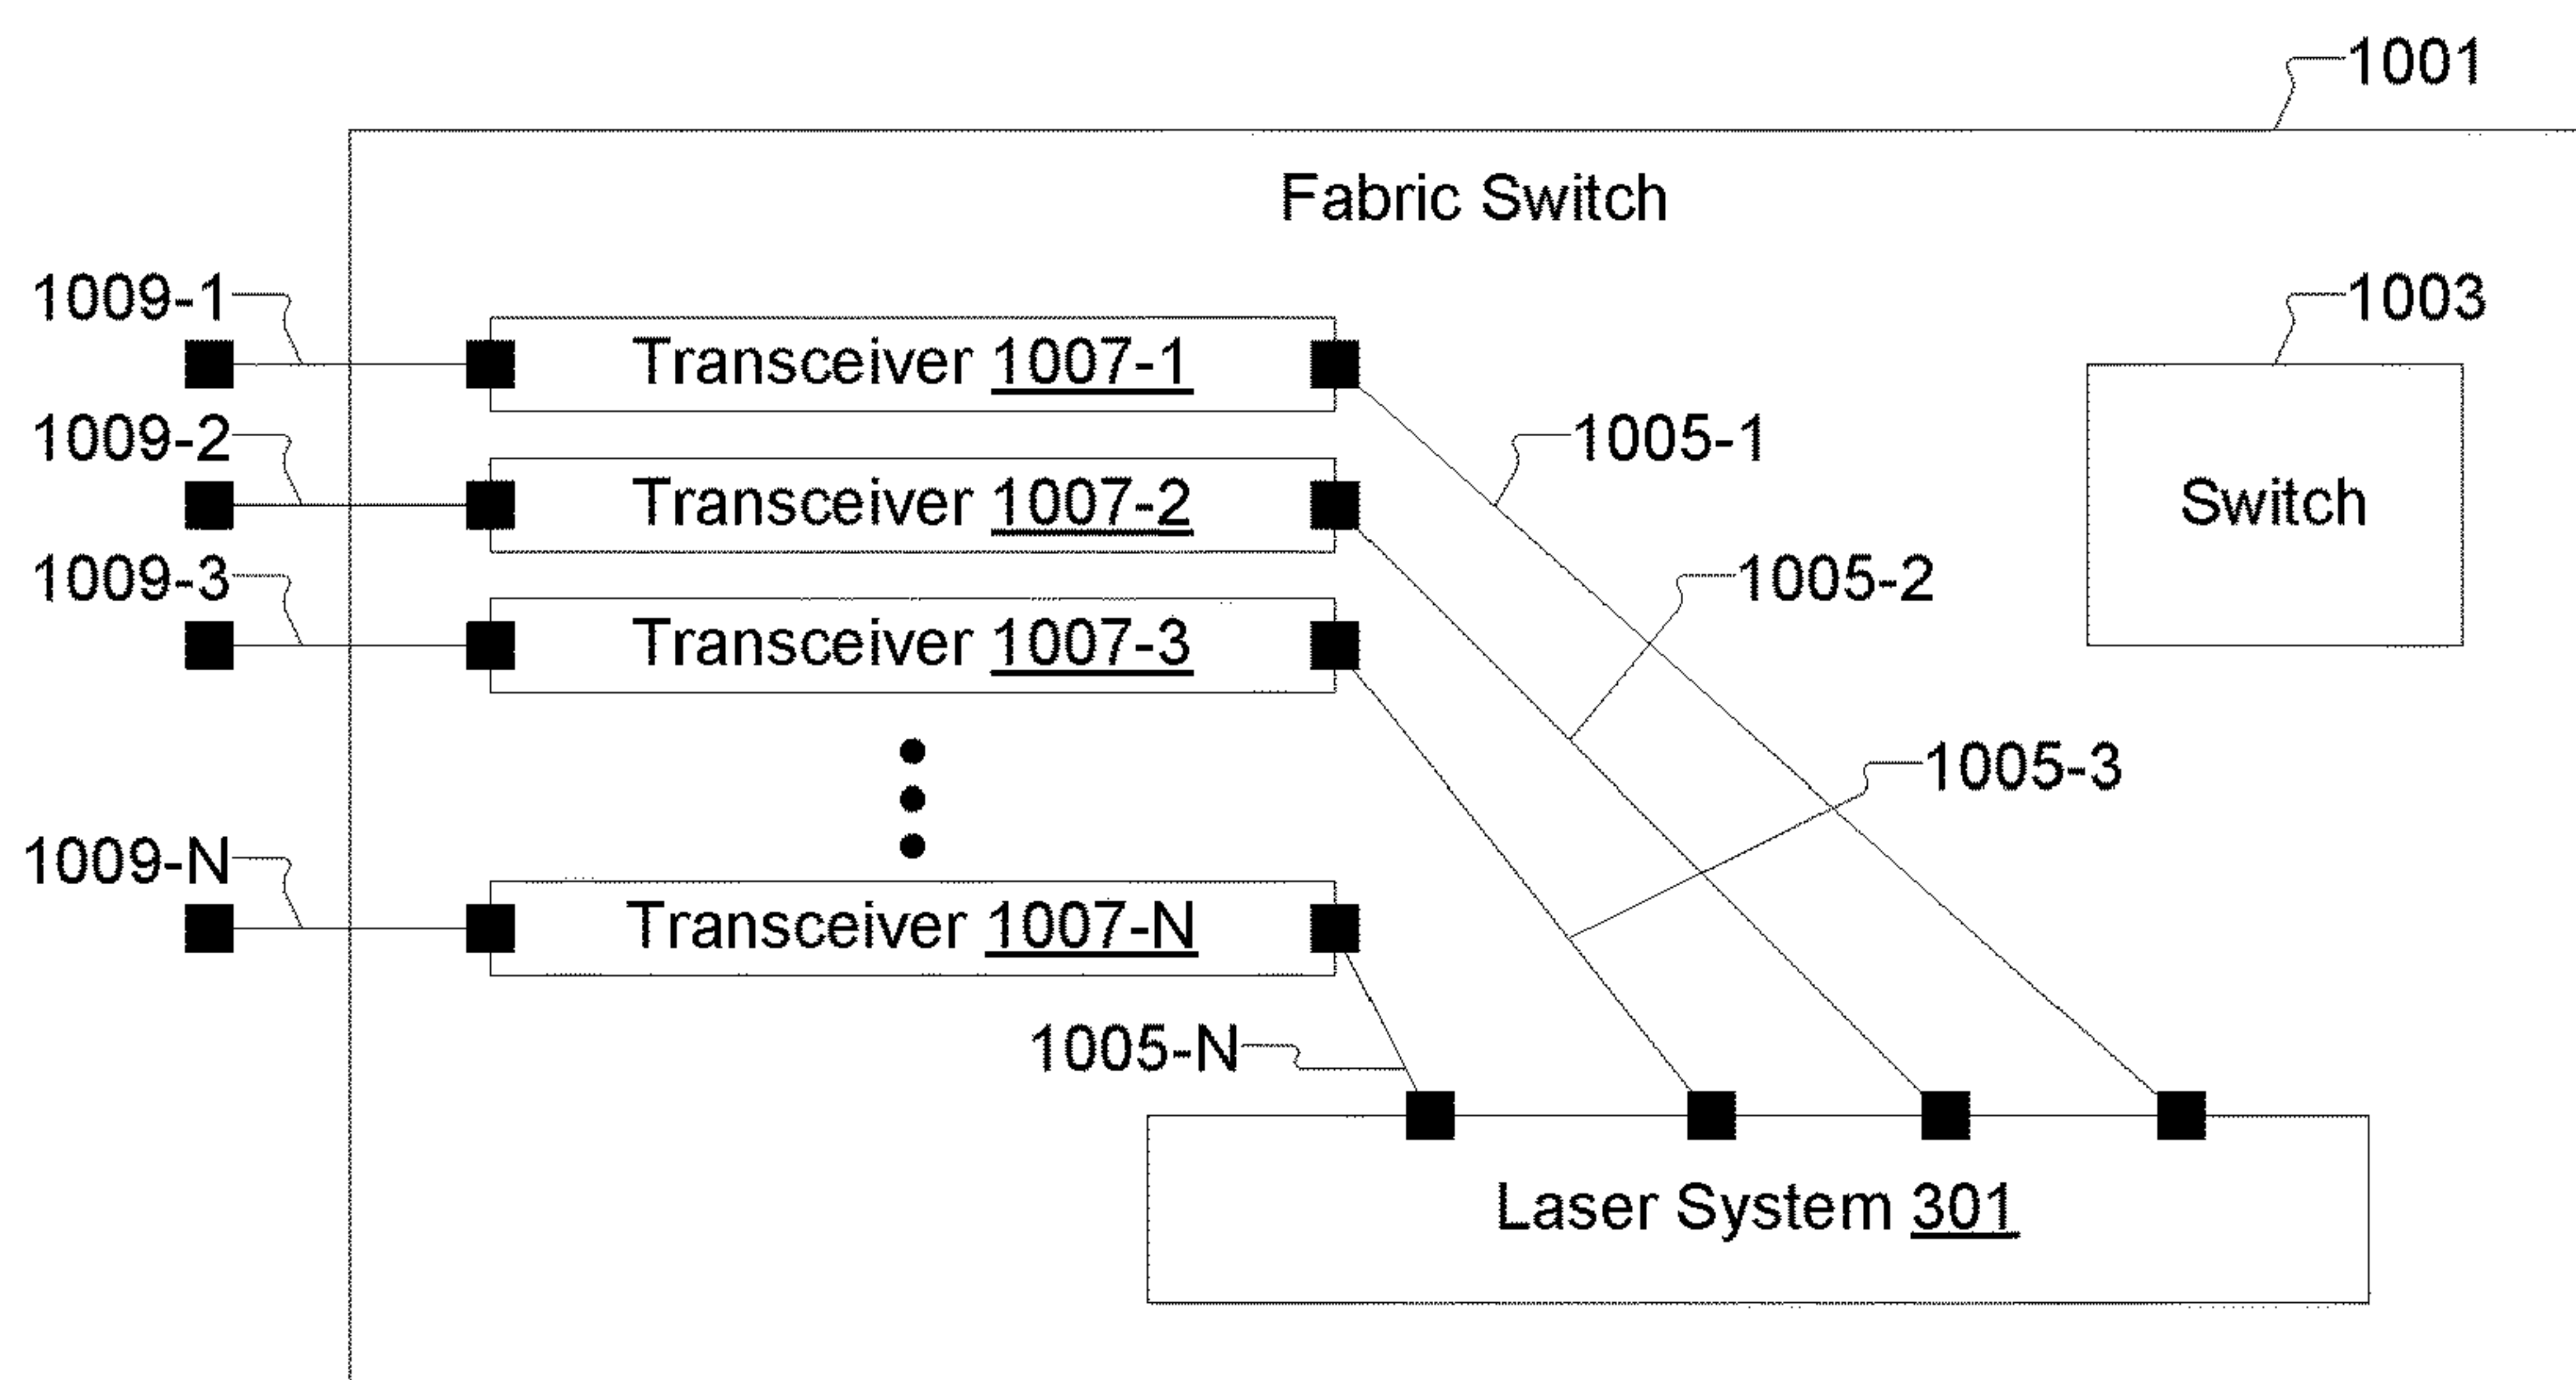 1001
Fabric Switch
1009-1
1003
Transceiver 1007-1
1009-2
1005-1
Transceiver 1007-2
Switch
1009-3
1005-2
Transceiver 1007-3
1005-3
1009-N
Transceiver 1007-N
1005-N
Laser System 301